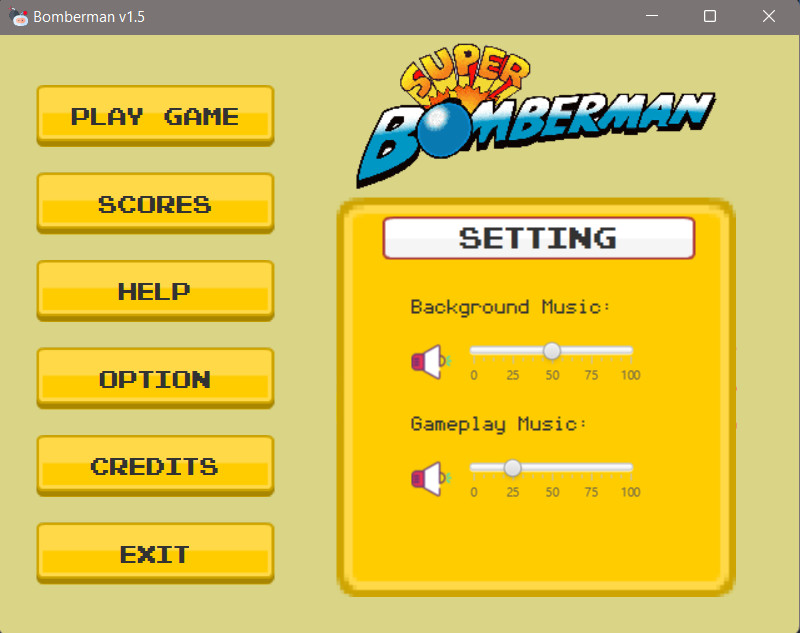 Bomberman v1.5
PLAY GAME
SCORES
HELP
OPTION
CREDITS
EXIT
SUPER
BOMBERMAN
SETTING
Background Music:
0 25 50 75 100
Gameplay Music:
0 25 50 75 100